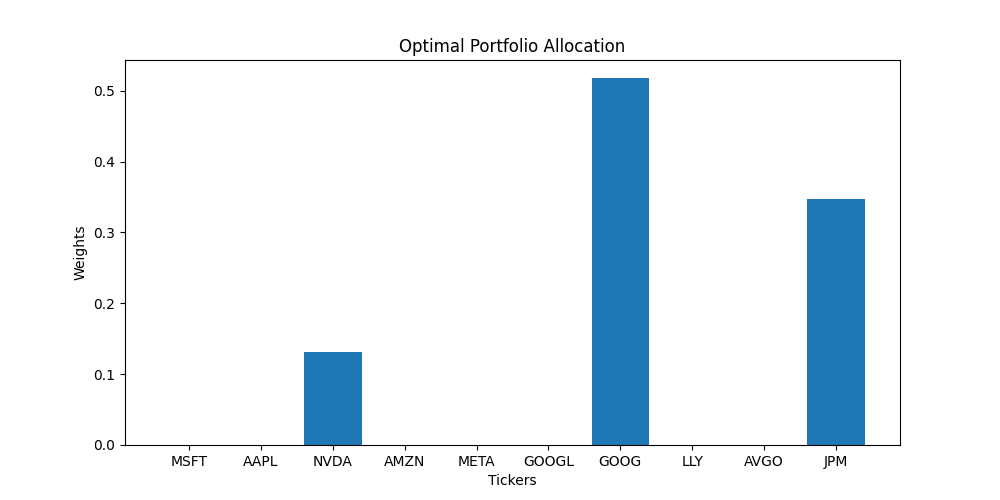 Optimal Portfolio Allocation
Weights
0.5
0.4
0.3
0.2
0.1
0.0
MSFT AAPL NVDA AMZN META GOOGL GOOG LLY AVGO JPM
Tickers